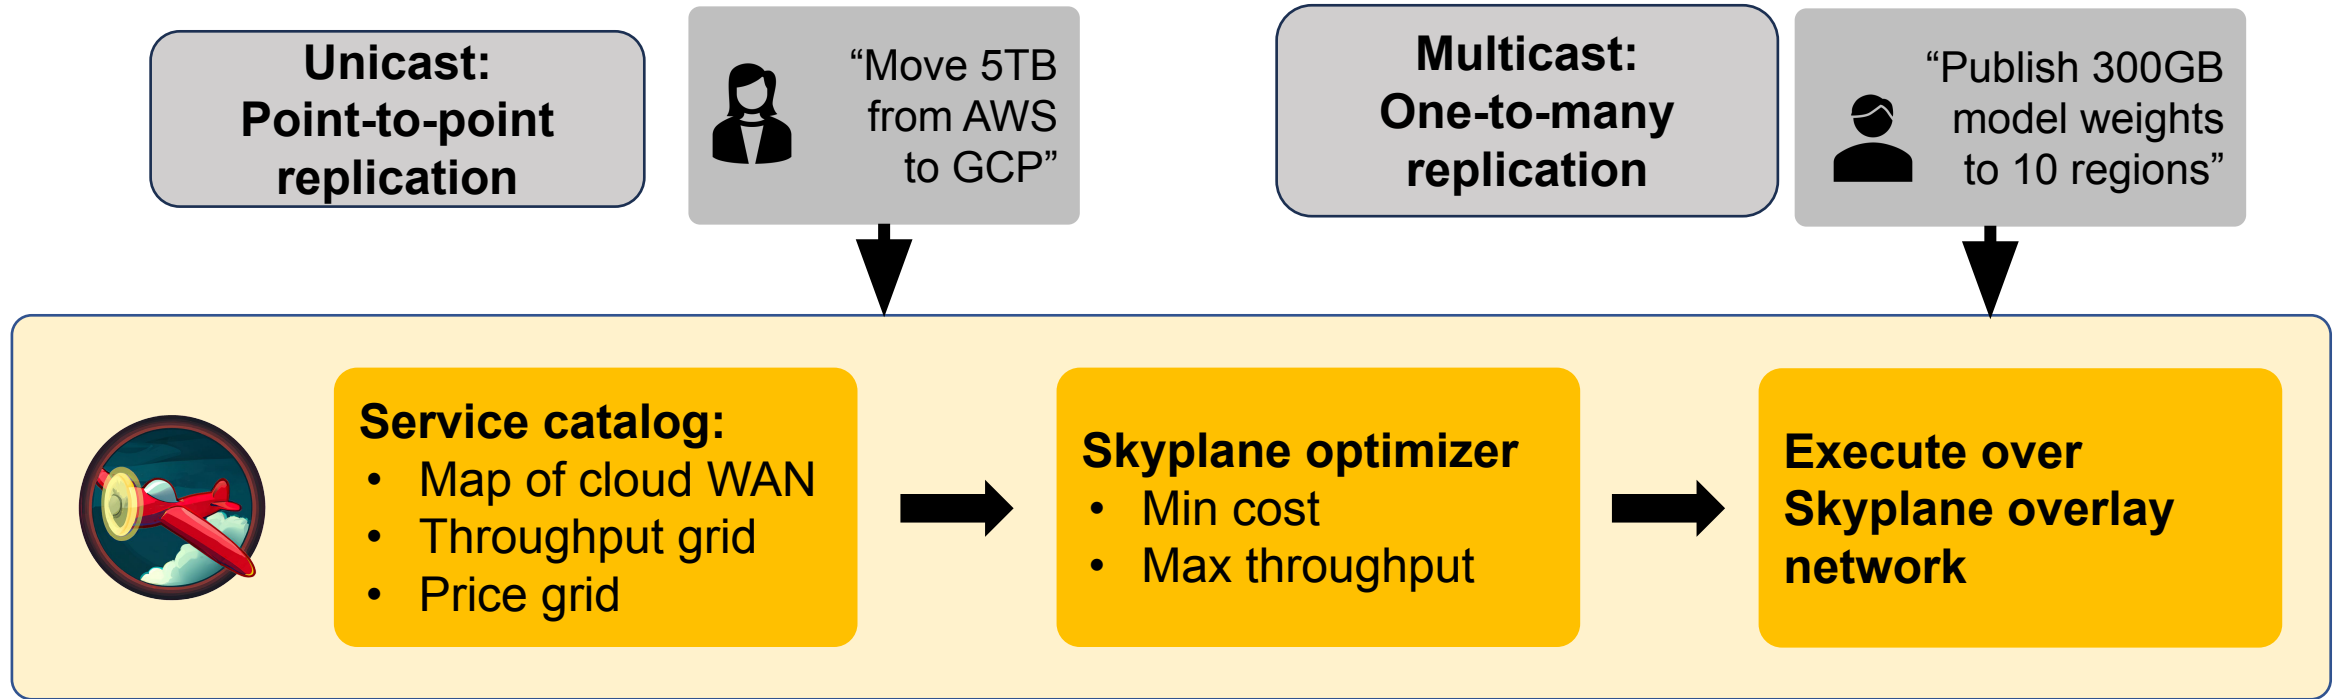 Unicast:
Point-to-point
replication
“Move 5TB
from AWS
to GCP”
Multicast:
One-to-many
replication
“Publish 300GB
model weights
to 10 regions”
Service catalog:
• Map of cloud WAN
• Throughput grid
• Price grid
Skyplane optimizer
• Min cost
• Max throughput
Execute over
Skyplane overlay
network